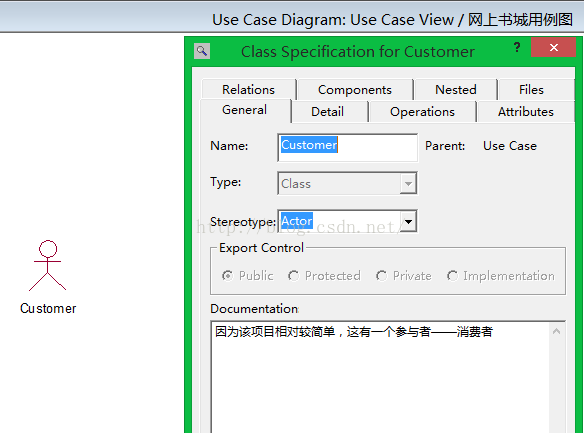 Use Case Diagram: Use Case View / 网上书城用例图
Class Specification for Customer
?
Relations Components Nested Files
General Detail Operations Attributes
Name: Customer Parent: Use Case
Type: Class
Stereotype: Actor
http://blog.csdn.net/
Export Control
Public Protected Private Implementation
Customer
Documentation
因为该项目相对较简单，这有一个参与者——消费者